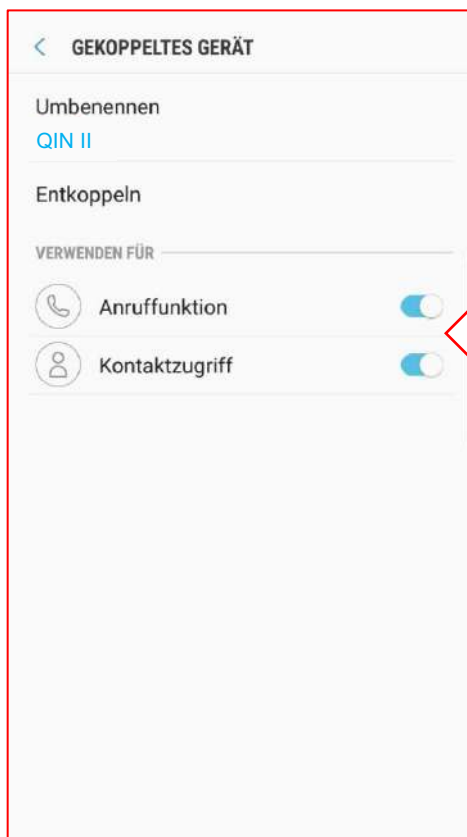 GEKOPPELTES GERÄT
Umbenennen
QIN II
Entkoppeln
VERWENDEN FÜR
Anruffunktion
Kontaktzugriff